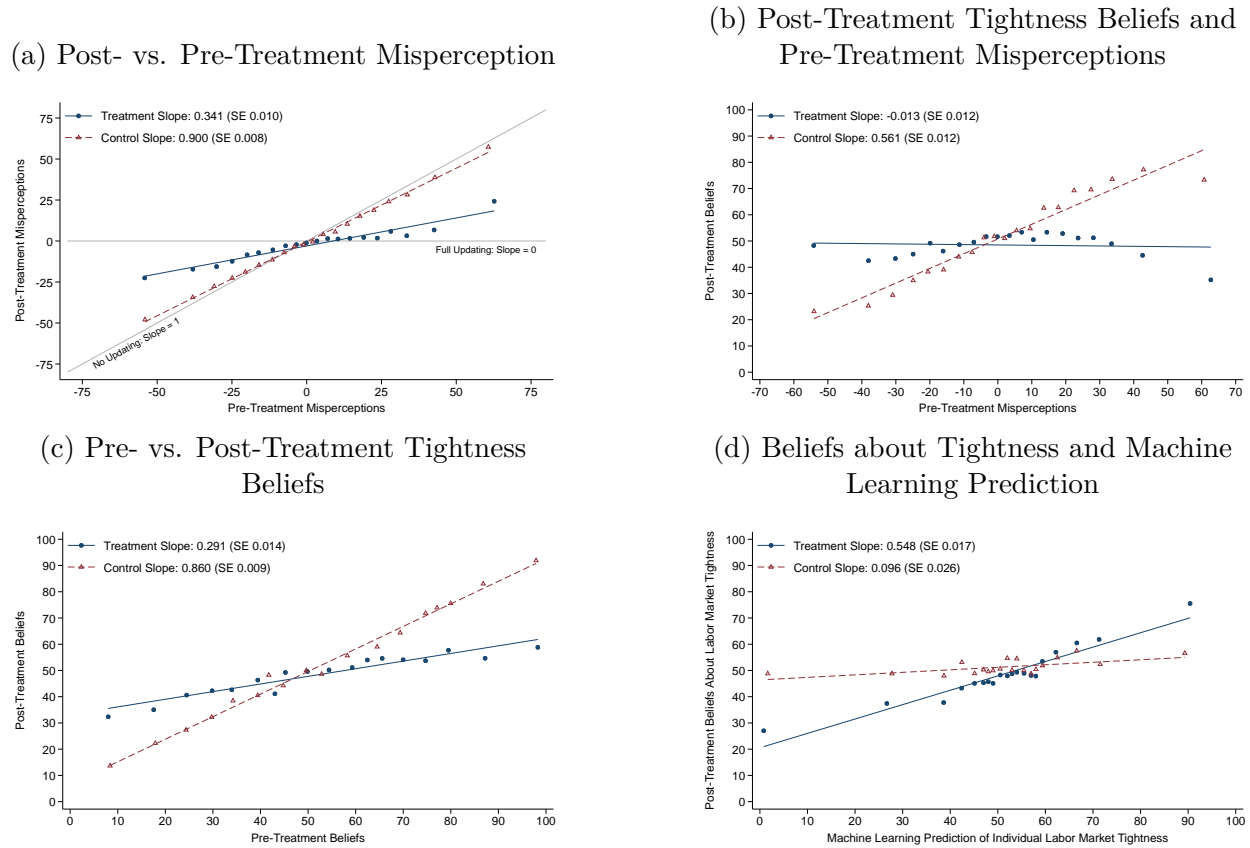 (a) Post- vs. Pre-Treatment Misperception
Treatment Slope: 0.341 (SE 0.010)
Control Slope: 0.900 (SE 0.008)
Post-Treatment Misperceptions
75
50
25
0
-25
-50
-75
Full Updating: Slope = 0
No Updating: Slope = 1
-75 -50 -25 0 25 50 75
Pre-Treatment Misperceptions
(b) Post-Treatment Tightness Beliefs and
Pre-Treatment Misperceptions
Treatment Slope: -0.013 (SE 0.012)
Control Slope: 0.561 (SE 0.012)
Post-Treatment Beliefs
100
90
80
70
60
50
40
30
20
10
0
-70 -60 -50 -40 -30 -20 -10 0 10 20 30 40 50 60 70
Pre-Treatment Misperceptions
(c) Pre- vs. Post-Treatment Tightness
Beliefs
Treatment Slope: 0.291 (SE 0.014)
Control Slope: 0.860 (SE 0.009)
Post-Treatment Beliefs
100
90
80
70
60
50
40
30
20
10
0
0 10 20 30 40 50 60 70 80 90 100
Pre-Treatment Beliefs
(d) Beliefs about Tightness and Machine
Learning Prediction
Treatment Slope: 0.548 (SE 0.017)
Control Slope: 0.096 (SE 0.026)
Post-Treatment Beliefs About Labor Market Tightness
100
90
80
70
60
50
40
30
20
10
0
0 10 20 30 40 50 60 70 80 90 100
Machine Learning Prediction of Individual Labor Market Tightness